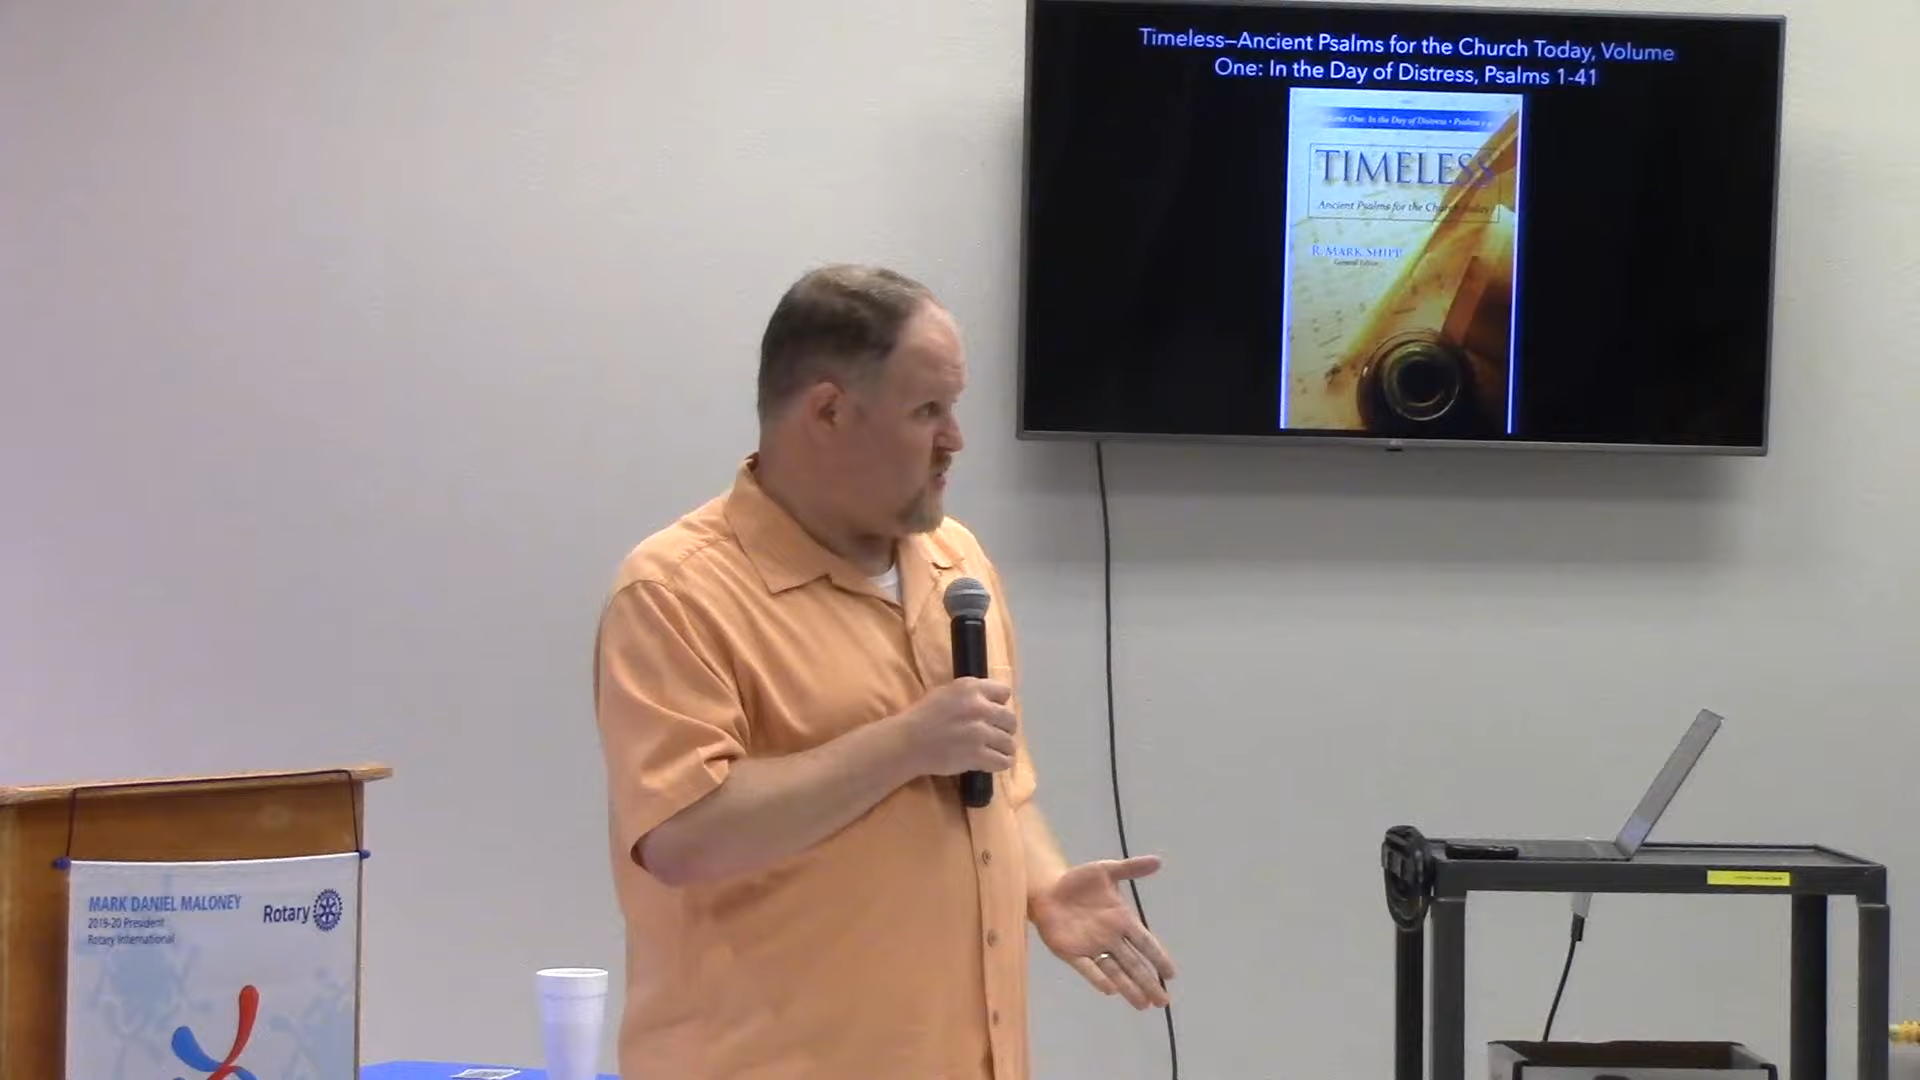 Timeless–Ancient Psalms for the Church Today, Volume
One: In the Day of Distress, Psalms 1-41
One: In the Day of Distress • Psalms
TIMELESS
Ancient Psalms for the Church Today
R. MARK SHIPP
General Editor
MARK DANIEL MALONEY
2019-20 President
Rotary International
Rotary